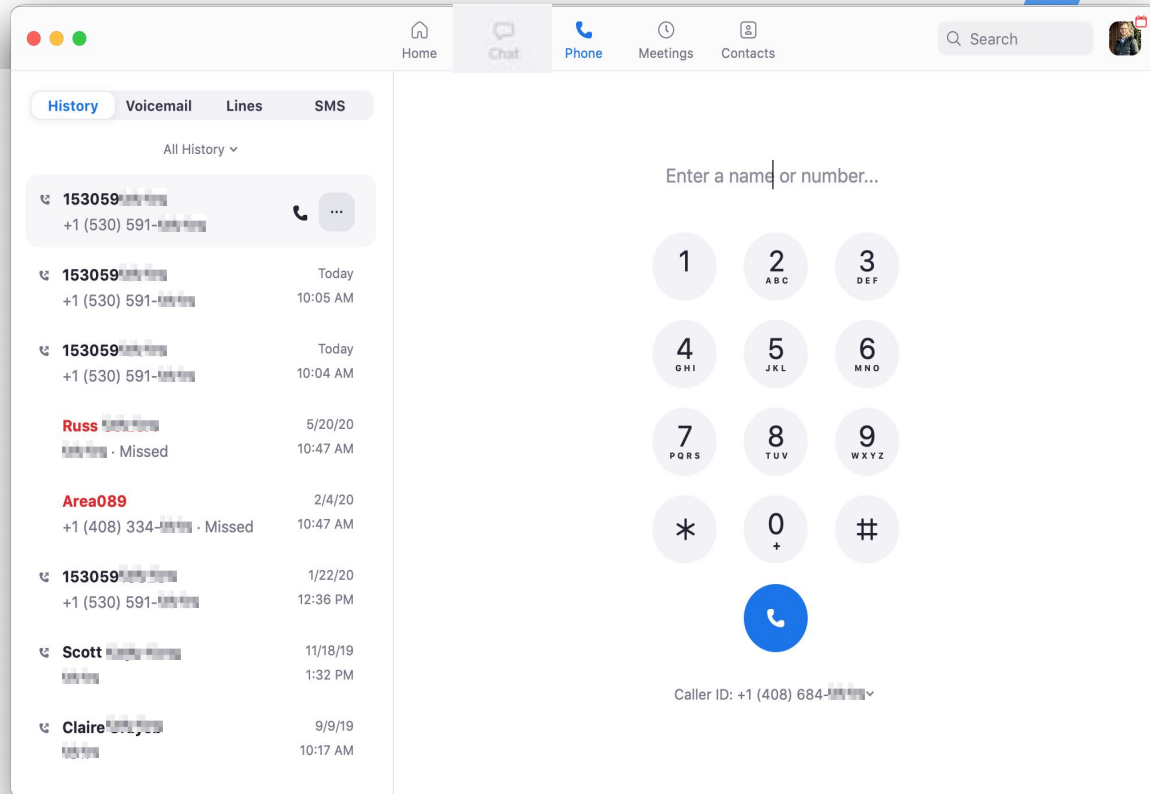 Home Chat Phone Meetings Contacts
Search
History Voicemail Lines SMS
All History
153059
+1 (530) 591-
...
153059 Today
+1 (530) 591- 10:05 AM
153059 Today
+1 (530) 591- 10:04 AM
Russ 5/20/20
· Missed 10:47 AM
Area089 2/4/20
+1 (408) 334- · Missed 10:47 AM
153059 1/22/20
+1 (530) 591- 12:36 PM
Scott 11/18/19
1:32 PM
Claire 9/9/19
10:17 AM
Enter a name or number...
1 2 3
ABC DEF
4 5 6
GHI JKL MNO
7 8 9
PQRS TUV WXYZ
* 0 #
+
Caller ID: +1 (408) 684-